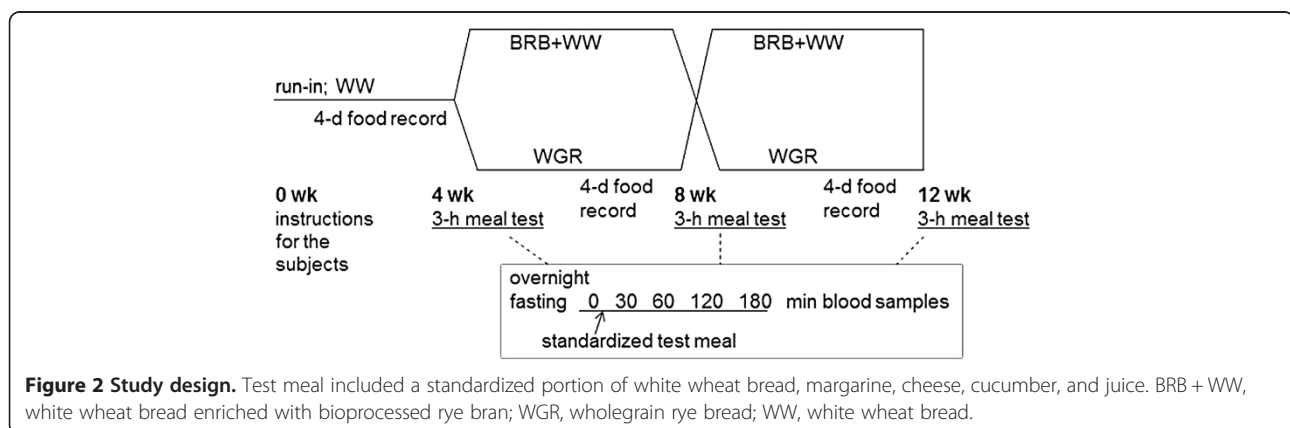 BRB+WW
BRB+WW
run-in; WW
4-d food record
WGR
WGR
4-d food
record
4-d food
record
0 wk
instructions
for the
subjects
4 wk
3-h meal test
8 wk
3-h meal test
12 wk
3-h meal test
overnight
fasting 0 30 60 120 180 min blood samples
standardized test meal
Figure 2 Study design. Test meal included a standardized portion of white wheat bread, margarine, cheese, cucumber, and juice. BRB + WW,
white wheat bread enriched with bioprocessed rye bran; WGR, wholegrain rye bread; WW, white wheat bread.